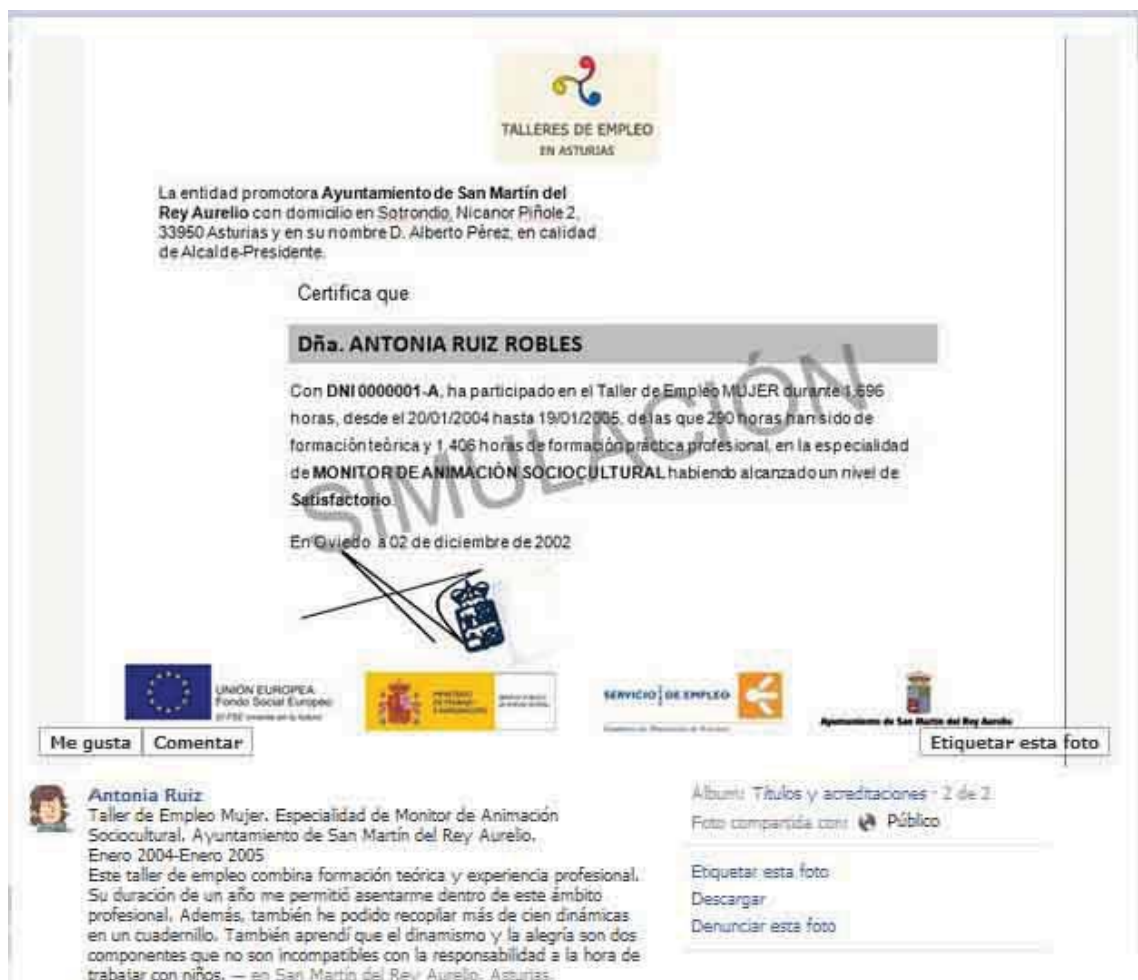 TALLERES DE EMPLEO
EN ASTURIAS
La entidad promotora Ayuntamiento de San Martín del
Rey Aurelio con domicilio en Sotrondio, Nicanor Piñole 2,
33950 Asturias y en su nombre D. Alberto Pérez, en calidad
de Alcalde-Presidente.
Certifica que
Dña. ANTONIA RUIZ ROBLES
Con DNI 0000001-A, ha participado en el Taller de Empleo MUJER durante 1.696
horas, desde el 20/01/2004 hasta 19/01/2005, de las que 290 horas han sido de
formación teórica y 1.406 horas de formación práctica profesional, en la especialidad
de MONITOR DE ANIMACIÓN SOCIOCULTURAL habiendo alcanzado un nivel de
Satisfactorio.
SIMULACIÓN
En Oviedo a 02 de diciembre de 2002
UNIÓN EUROPEA
Fondo Social Europeo
SERVICIO DE EMPLEO
Ayuntamiento de San Martín del Rey Aurelio
Me gusta Comentar
Etiquetar esta foto
Antonia Ruiz
Taller de Empleo Mujer. Especialidad de Monitor de Animación
Sociocultural. Ayuntamiento de San Martín del Rey Aurelio.
Enero 2004-Enero 2005
Este taller de empleo combina formación teórica y experiencia profesional.
Su duración de un año me permitió asentarme dentro de este ámbito
profesional. Además, también he podido recopilar más de cien dinámicas
en un cuadernillo. También aprendí que el dinamismo y la alegría son dos
componentes que no son incompatibles con la responsabilidad a la hora de
trabajar con niños. — en San Martín del Rey Aurelio, Asturias.
Álbum: Títulos y acreditaciones · 2 de 2
Foto compartida con: Público
Etiquetar esta foto
Descargar
Denunciar esta foto